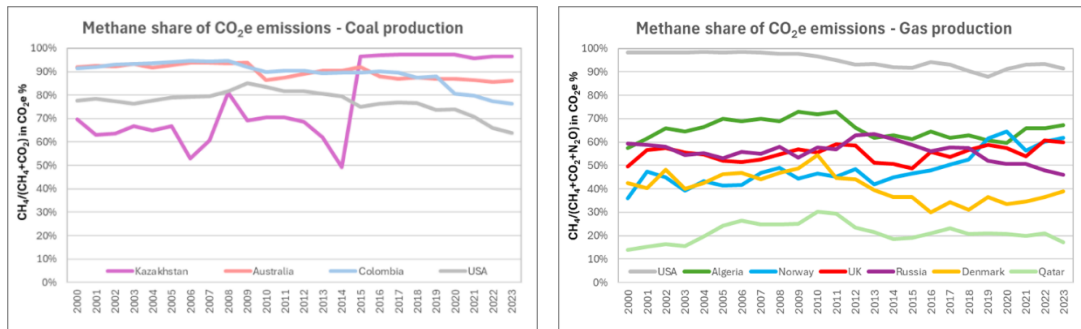 Methane share of CO₂e emissions - Coal production
CH₄/(CH₄+CO₂) in CO₂e %
100%
90%
80%
70%
60%
50%
40%
30%
20%
10%
0%
Kazakhstan Australia Colombia USA
2000 2001 2002 2003 2004 2005 2006 2007 2008 2009 2010 2011 2012 2013 2014 2015 2016 2017 2018 2019 2020 2021 2022 2023
Methane share of CO₂e emissions - Gas production
CH₄/(CH₄+CO₂+N₂O) in CO₂e %
100%
90%
80%
70%
60%
50%
40%
30%
20%
10%
0%
USA Algeria Norway UK Russia Denmark Qatar
2000 2001 2002 2003 2004 2005 2006 2007 2008 2009 2010 2011 2012 2013 2014 2015 2016 2017 2018 2019 2020 2021 2022 2023